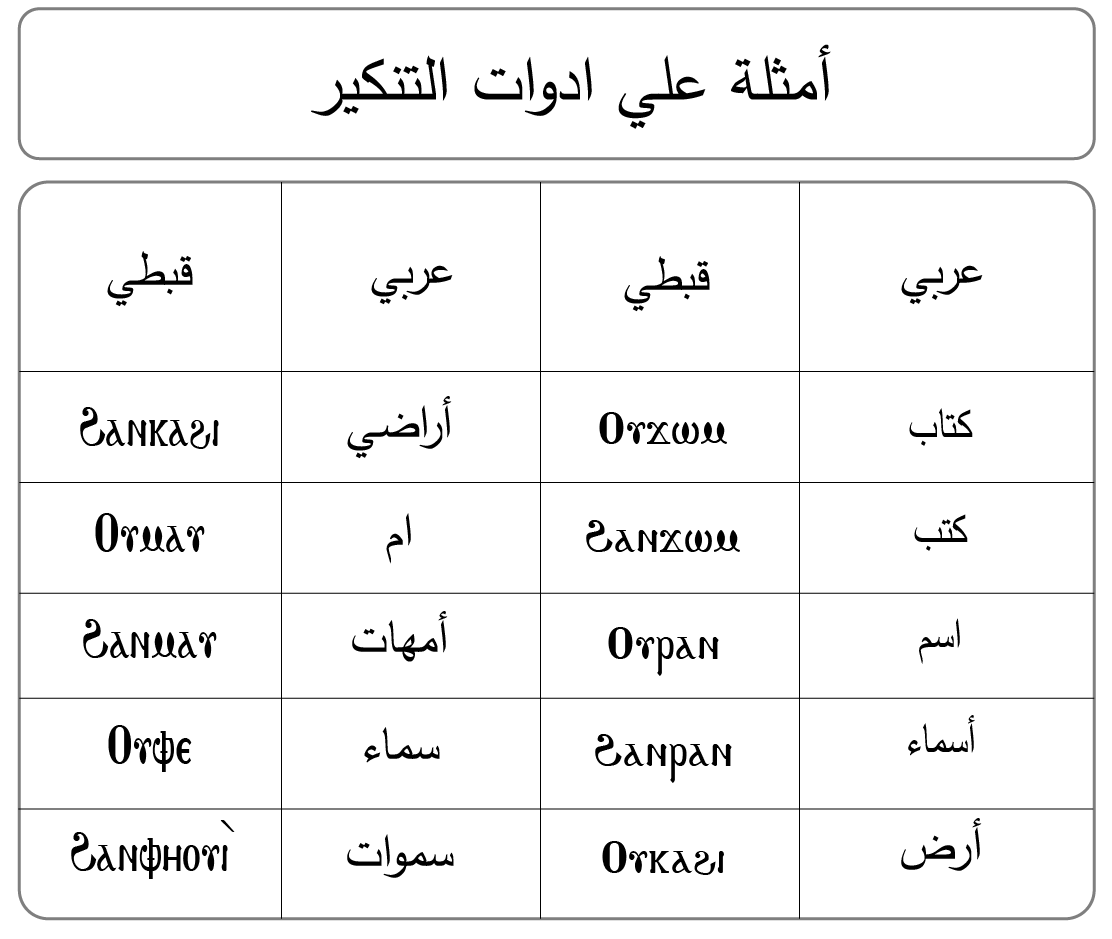 أمثلة علي ادوات التنكير
عربي قبطي عربي قبطي
كتاب Ⲟⲩϫⲱⲙ أراضي Ϩⲁⲛⲕⲁϩⲓ
كتب Ϩⲁⲛϫⲱⲙ ام Ⲟⲩⲙⲁⲩ
اسم Ⲟⲩⲣⲁⲛ أمهات Ϩⲁⲛⲙⲁⲩ
أسماء Ϩⲁⲛⲣⲁⲛ سماء Ⲟⲩⲫⲉ
أرض Ⲟⲩⲕⲁϩⲓ سموات Ϩⲁⲛⲫⲏⲟⲩⲓ̀